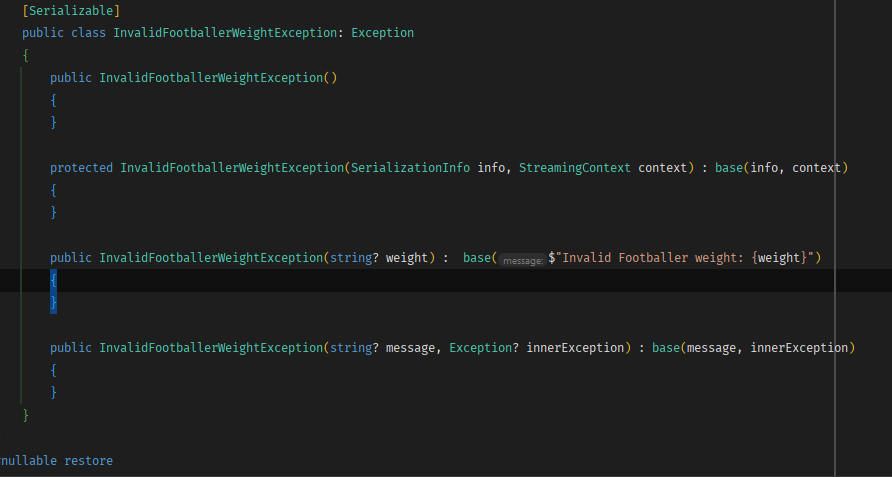 [Serializable]
public class InvalidFootballerWeightException: Exception
{
public InvalidFootballerWeightException()
{
}
protected InvalidFootballerWeightException(SerializationInfo info, StreamingContext context) : base(info, context)
{
}
public InvalidFootballerWeightException(string? weight) :  base( message: $"Invalid Footballer weight: {weight}")
{
}
public InvalidFootballerWeightException(string? message, Exception? innerException) : base(message, innerException)
{
}
}
nullable restore